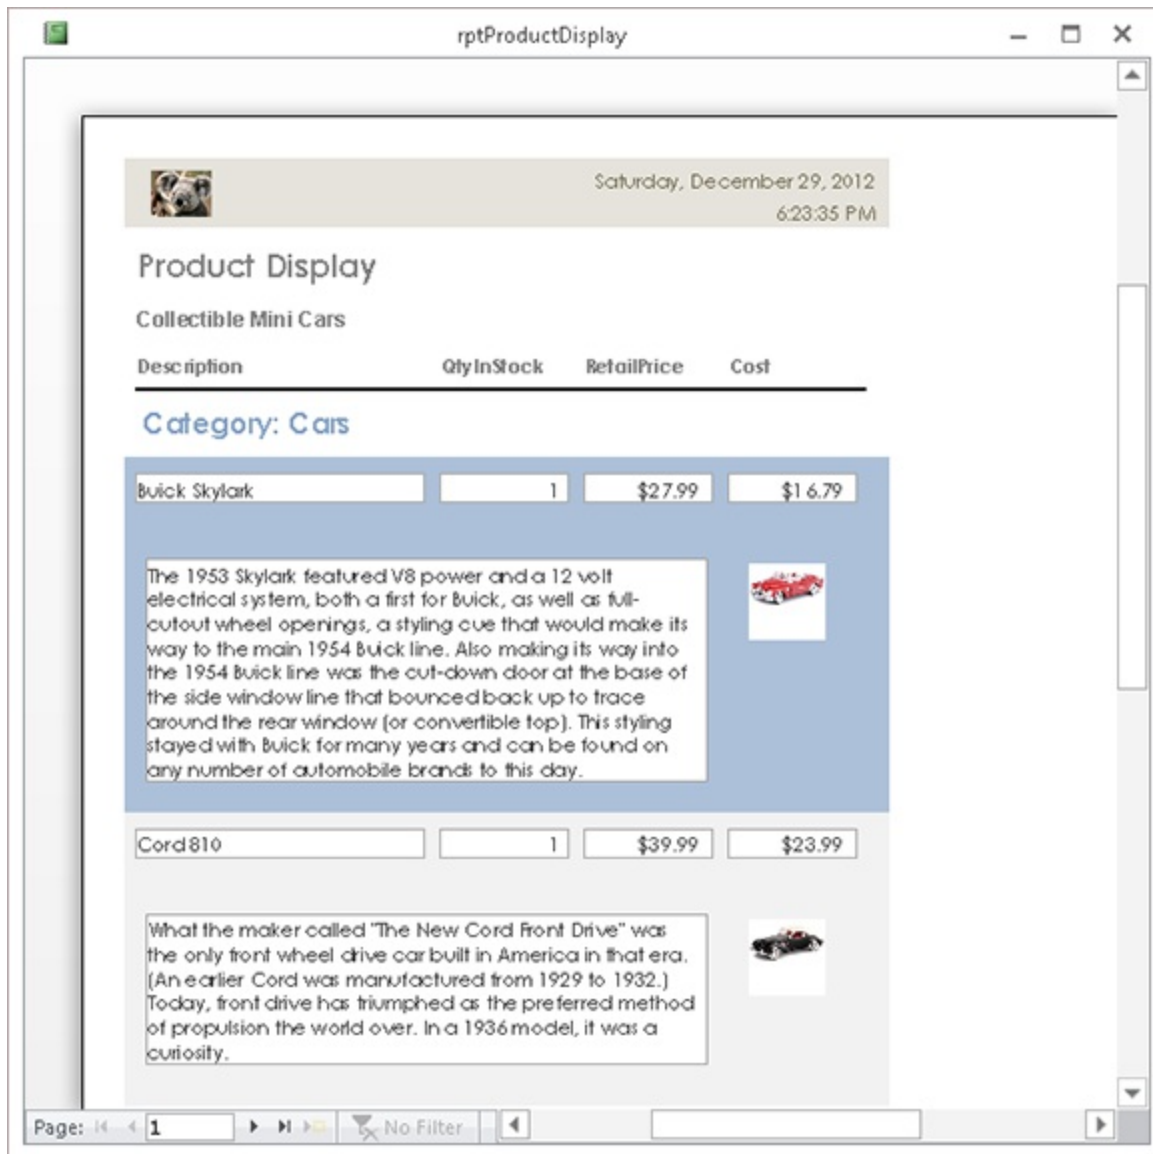 rptProductDisplay
Saturday, December 29, 2012
6:23:35 PM
Product Display
Collectible Mini Cars
Description QtyInStock RetailPrice Cost
Category: Cars
Buick Skylark 1 $27.99 $16.79
The 1953 Skylark featured V8 power and a 12 volt
electrical system, both a first for Buick, as well as full-
cutout wheel openings, a styling cue that would make its
way to the main 1954 Buick line. Also making its way into
the 1954 Buick line was the cut-down door at the base of
the side window line that bounced back up to trace
around the rear window (or convertible top). This styling
stayed with Buick for many years and can be found on
any number of automobile brands to this day.
Cord 810 1 $39.99 $23.99
What the maker called "The New Cord Front Drive" was
the only front wheel drive car built in America in that era.
(An earlier Cord was manufactured from 1929 to 1932.)
Today, front drive has triumphed as the preferred method
of propulsion the world over. In a 1936 model, it was a
curiosity.
Page: 1 No Filter